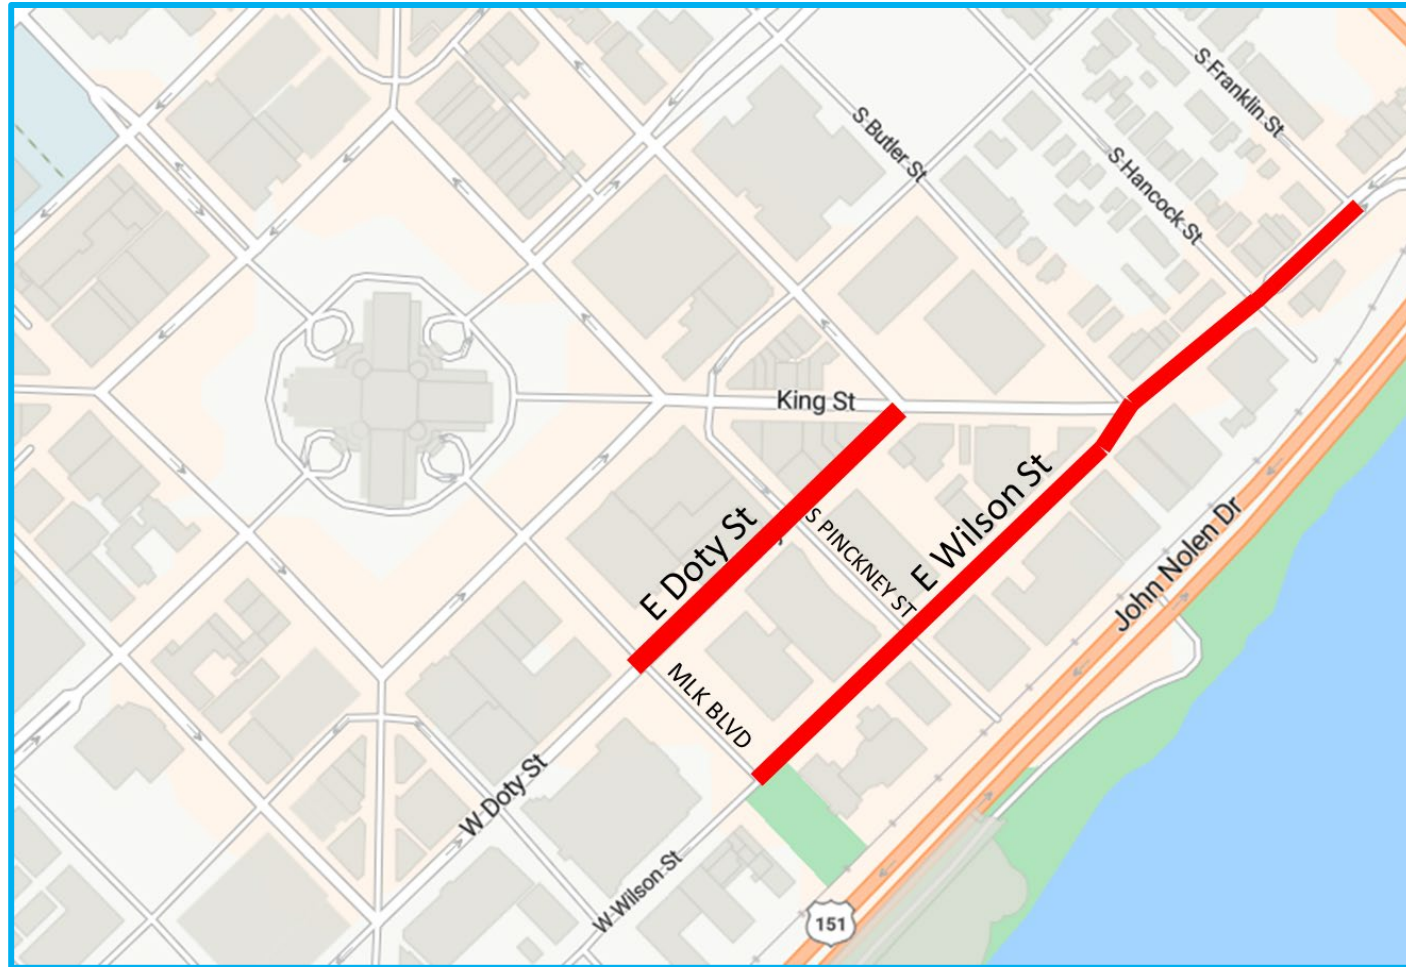 S Franklin St
S Butler St
S Hancock St
King St
E Wilson St
E Doty St
S PINCKNEY ST
John Nolen Dr
MLK BLVD
W Doty St
W Wilson St
151